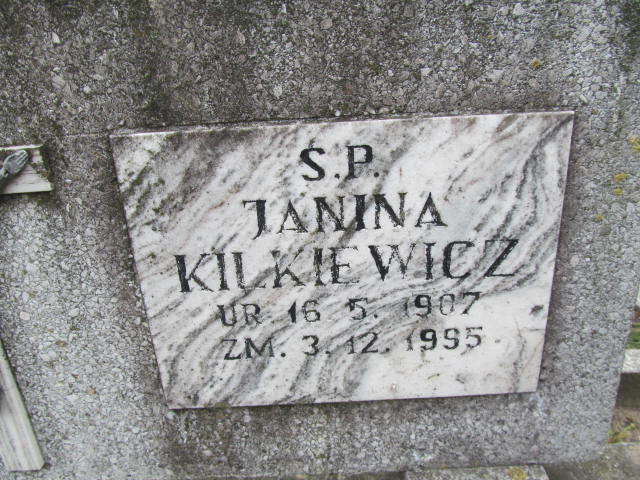 S.P.
JANINA
KILKIEWICZ
UR 16. 5. 1907
ZM. 3. 12. 1995.